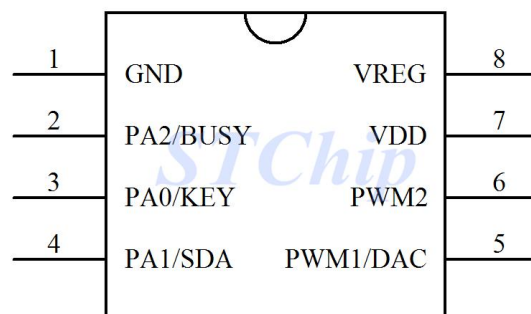 1 GND VREG 8
2 PA2/BUSY VDD 7
STChip
3 PA0/KEY PWM2 6
4 PA1/SDA PWM1/DAC 5